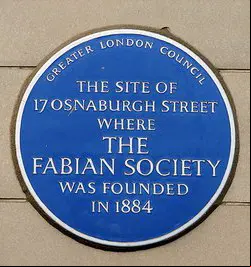 GREATER LONDON COUNCIL
THE SITE OF
17 OSNABURGH STREET
WHERE
THE
FABIAN SOCIETY
WAS FOUNDED
IN 1884